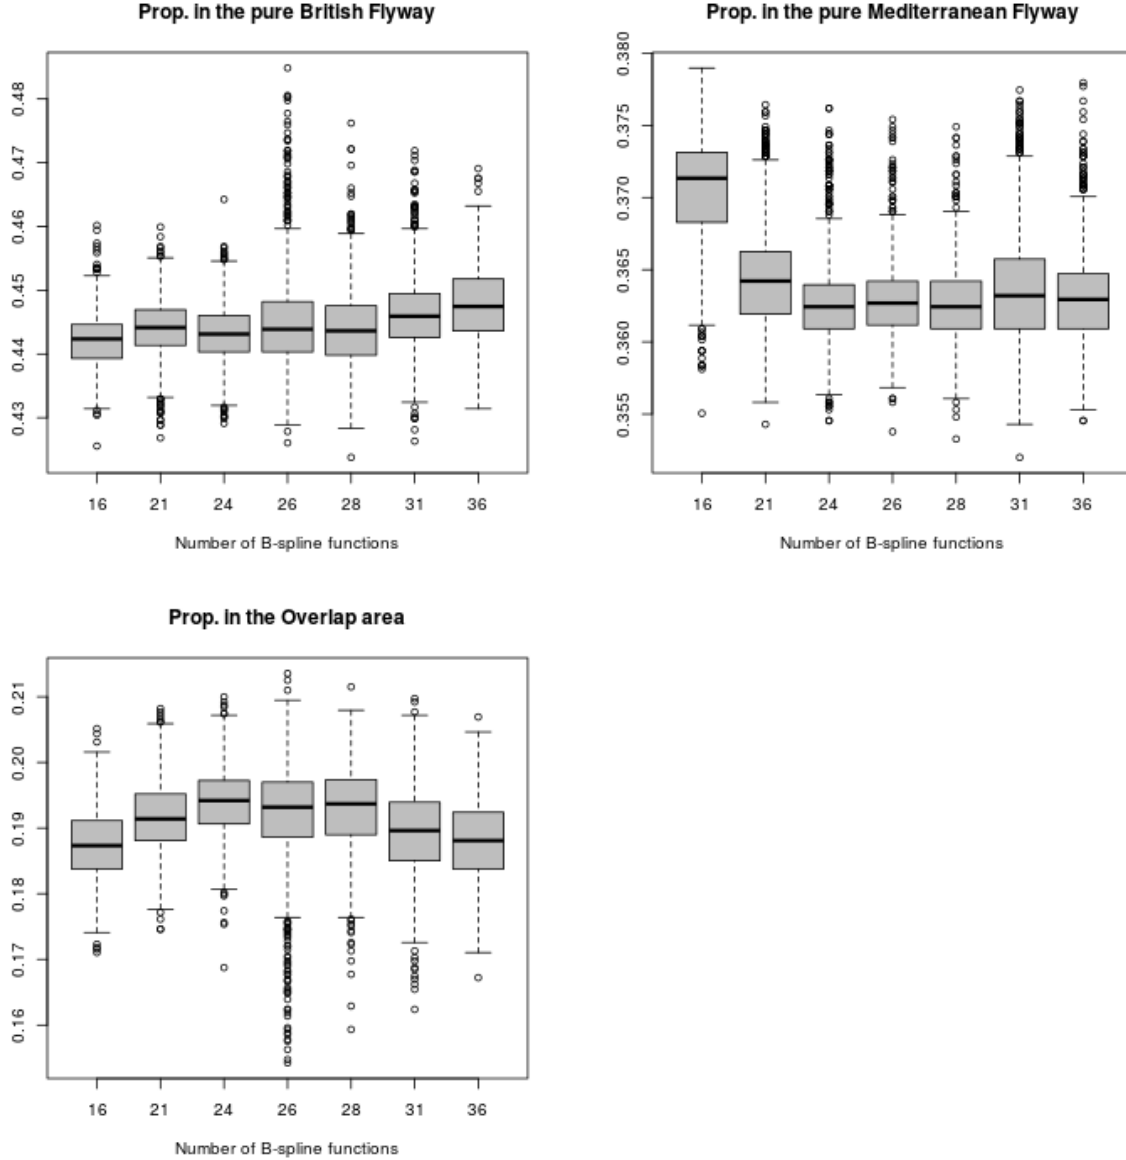 Prop. in the pure British Flyway
0.48
0.47
0.46
0.45
0.44
0.43
16 21 24 26 28 31 36
Number of B-spline functions
Prop. in the pure Mediterranean Flyway
0.380
0.375
0.370
0.365
0.360
0.355
16 21 24 26 28 31 36
Number of B-spline functions
Prop. in the Overlap area
0.21
0.20
0.19
0.18
0.17
0.16
16 21 24 26 28 31 36
Number of B-spline functions